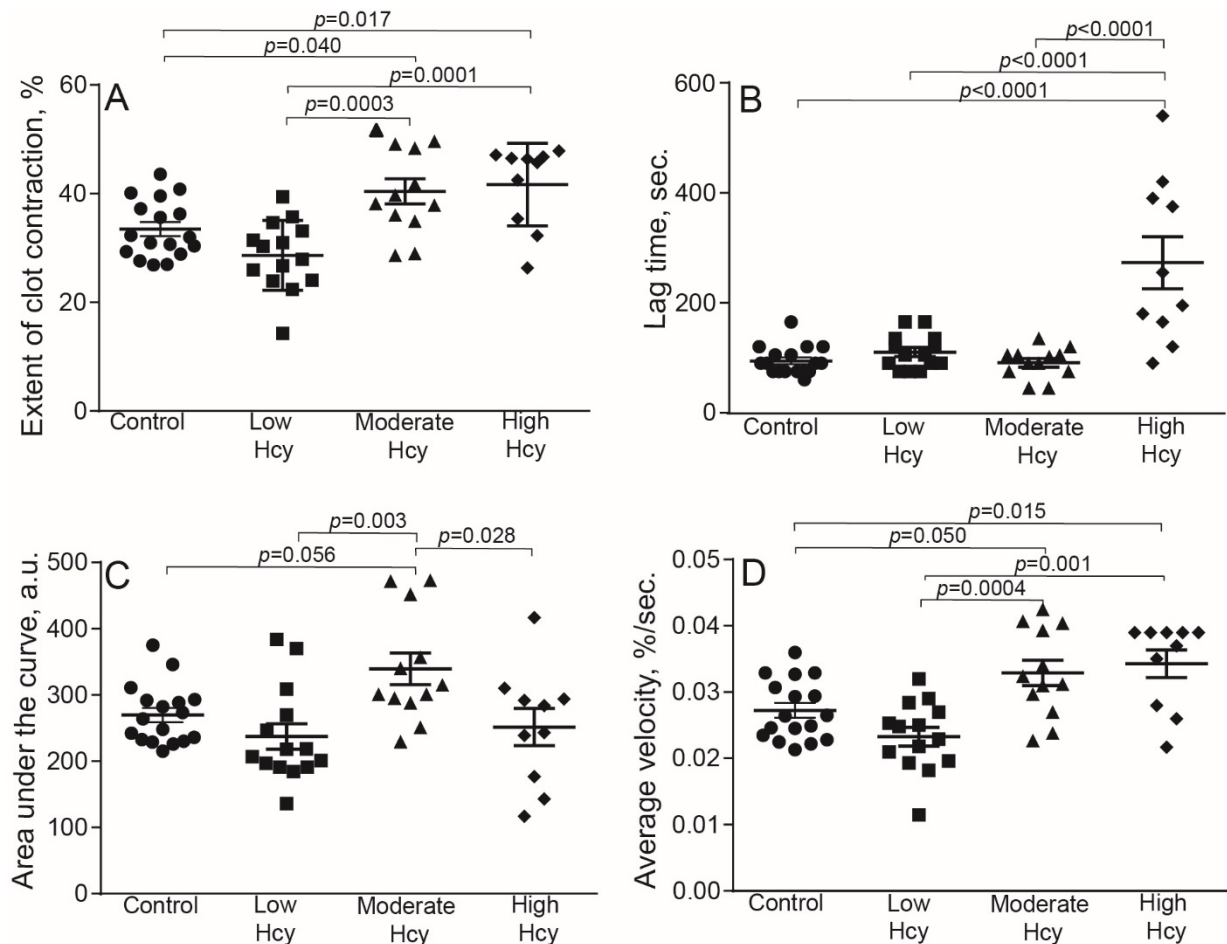 p=0.017
p=0.040
p=0.0001
p=0.0003
A
Extent of clot contraction, %
60
40
20
0
Control
Low
Hcy
Moderate
Hcy
High
Hcy
p<0.0001
p<0.0001
p<0.0001
B
Lag time, sec.
600
400
200
0
Control
Low
Hcy
Moderate
Hcy
High
Hcy
p=0.003
p=0.028
p=0.056
C
Area under the curve, a.u.
500
400
300
200
100
0
Control
Low
Hcy
Moderate
Hcy
High
Hcy
p=0.015
p=0.050
p=0.001
p=0.0004
D
Average velocity, %/sec.
0.05
0.04
0.03
0.02
0.01
0.00
Control
Low
Hcy
Moderate
Hcy
High
Hcy